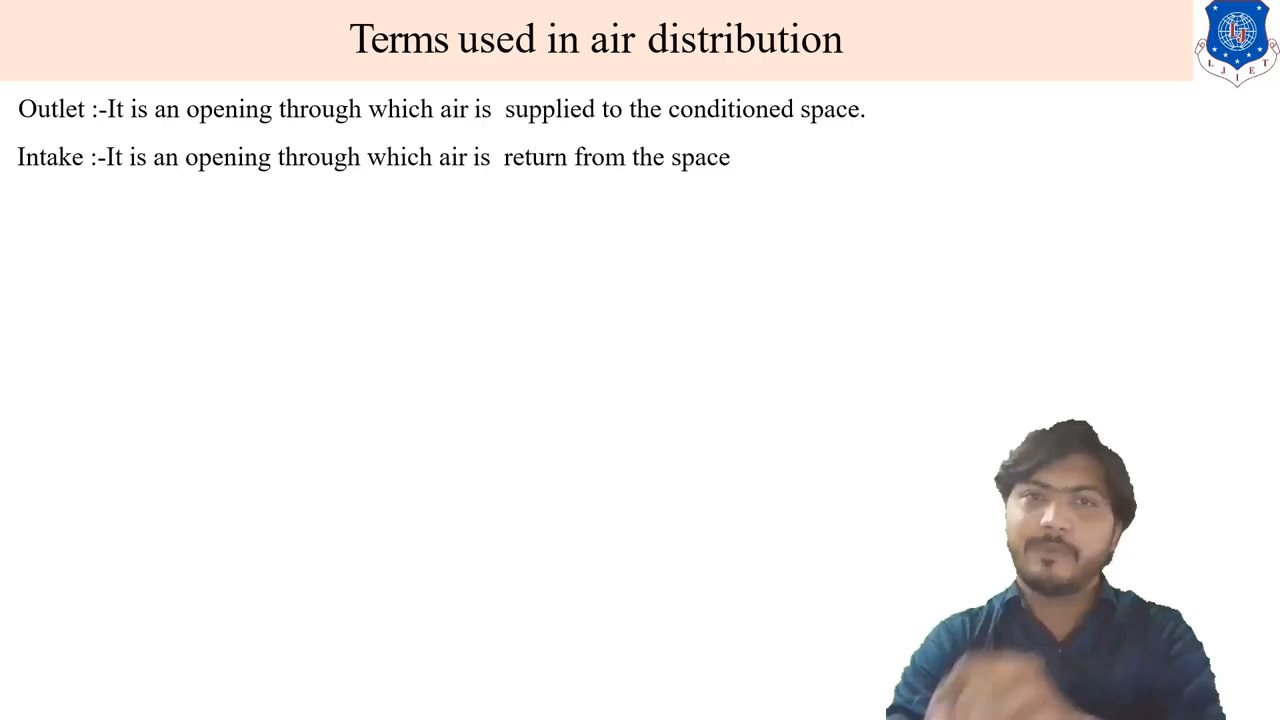 Terms used in air distribution
L J I E T
Outlet :-It is an opening through which air is supplied to the conditioned space.
Intake :-It is an opening through which air is return from the space